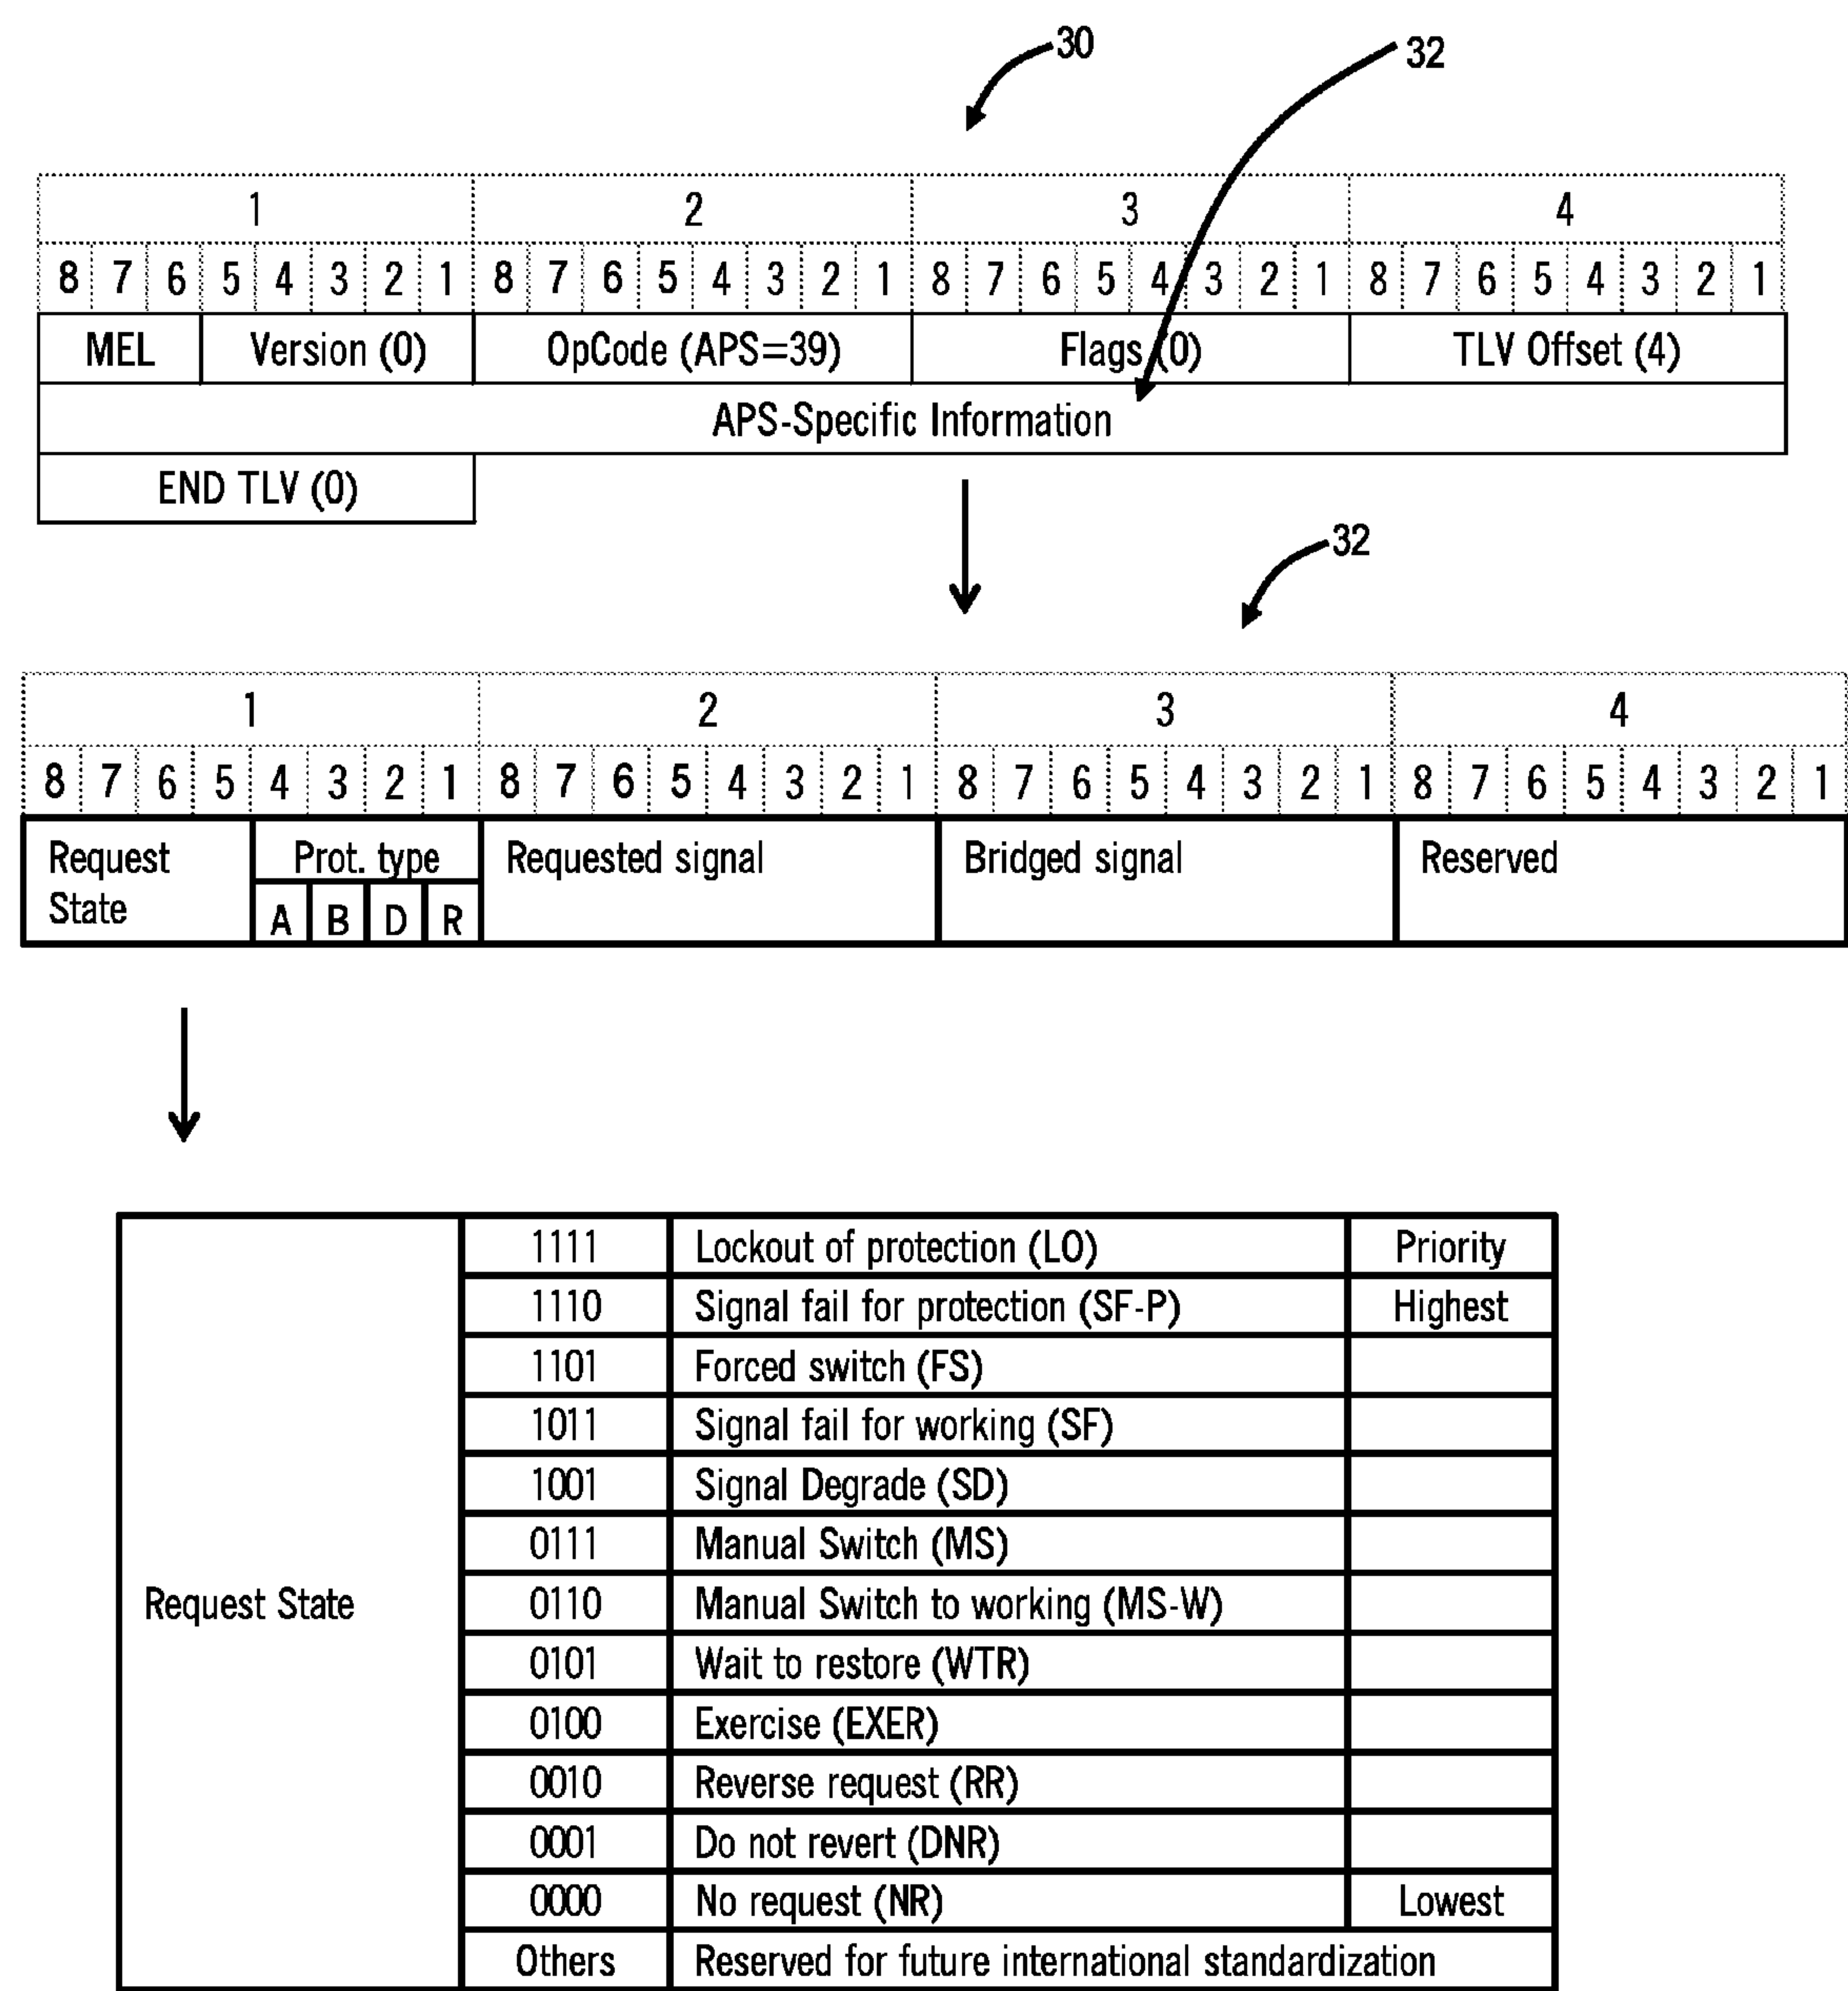 30
32
1 2 3 4
8 7 6 5 4 3 2 1 8 7 6 5 4 3 2 1 8 7 6 5 4 3 2 1 8 7 6 5 4 3 2 1
MEL Version (0) OpCode (APS=39) Flags (0) TLV Offset (4)
APS-Specific Information
END TLV (0)
32
1 2 3 4
8 7 6 5 4 3 2 1 8 7 6 5 4 3 2 1 8 7 6 5 4 3 2 1 8 7 6 5 4 3 2 1
Request State Prot. type Requested signal Bridged signal Reserved
A B D R
Request State
1111 Lockout of protection (LO) Priority
1110 Signal fail for protection (SF-P) Highest
1101 Forced switch (FS)
1011 Signal fail for working (SF)
1001 Signal Degrade (SD)
0111 Manual Switch (MS)
0110 Manual Switch to working (MS-W)
0101 Wait to restore (WTR)
0100 Exercise (EXER)
0010 Reverse request (RR)
0001 Do not revert (DNR)
0000 No request (NR) Lowest
Others Reserved for future international standardization